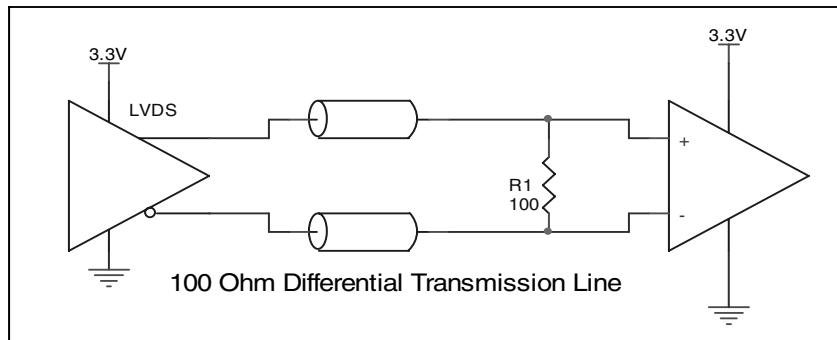 3.3V
3.3V
LVDS
+
R1
100
-
100 Ohm Differential Transmission Line